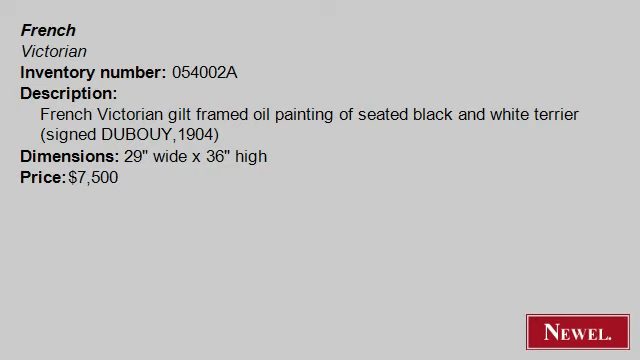 French
Victorian
Inventory number: 054002A
Description:
French Victorian gilt framed oil painting of seated black and white terrier
(signed DUBOUY,1904)
Dimensions: 29" wide x 36" high
Price:$7,500
NEWEL.